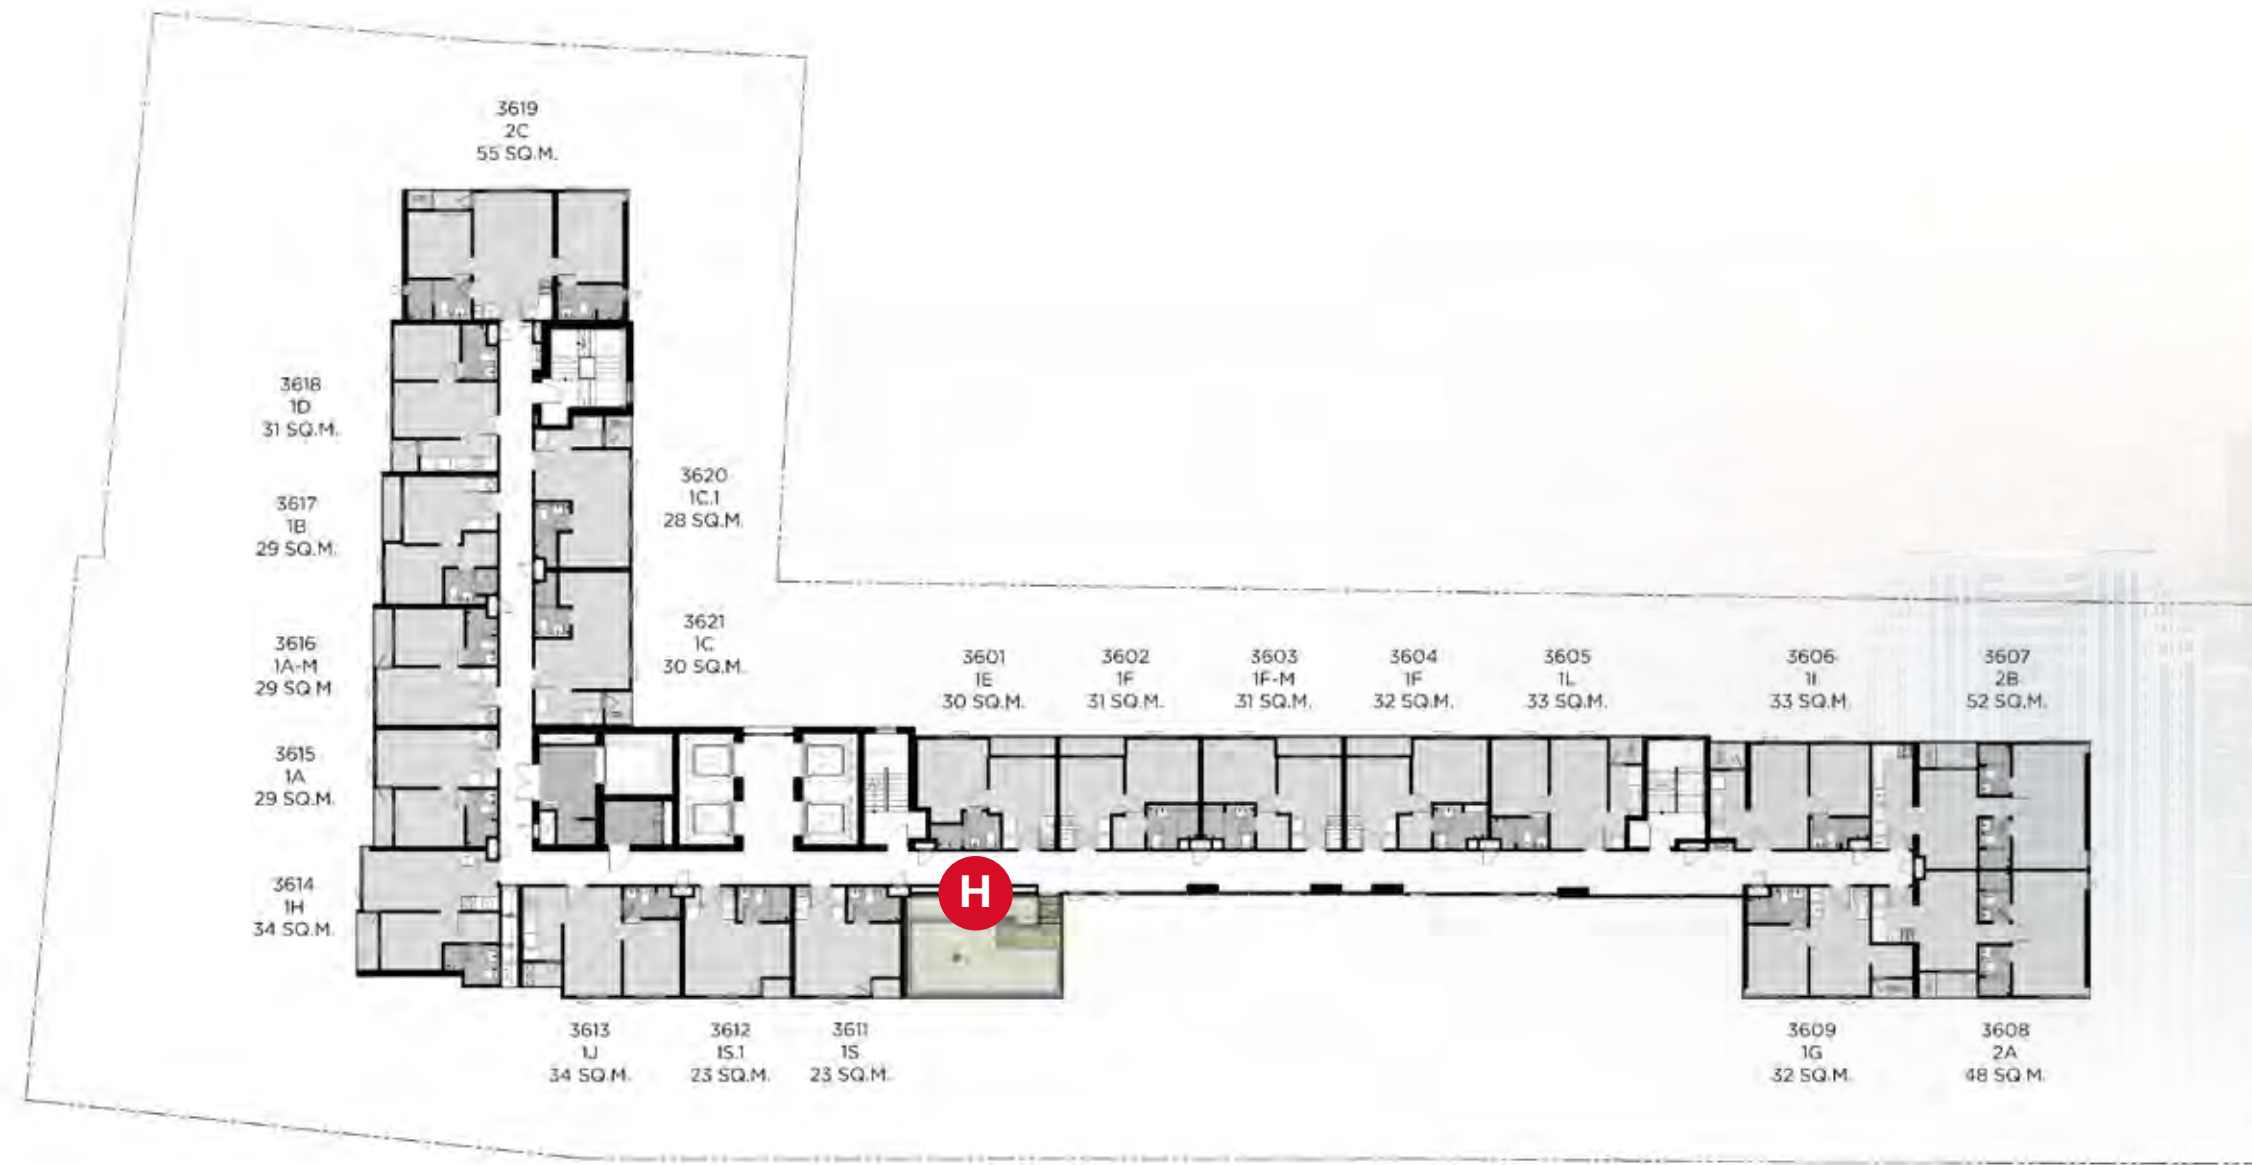 3619
2C
55 SQ.M.
3618
1D
31 SQ.M.
3620
1C.1
28 SQ.M.
3617
1B
29 SQ.M.
3621
1C
30 SQ.M.
3616
1A-M
29 SQ.M
3601
1E
30 SQ.M.
3602
1F
31 SQ.M.
3603
1F-M
31 SQ.M.
3604
1F
32 SQ.M.
3605
1L
33 SQ.M.
3606
1I
33 SQ.M.
3607
2B
52 SQ.M.
3615
1A
29 SQ.M.
3614
1H
34 SQ.M.
H
3613
1J
34 SQ.M.
3612
1S.1
23 SQ.M.
3611
1S
23 SQ.M.
3609
1G
32 SQ.M.
3608
2A
48 SQ.M.